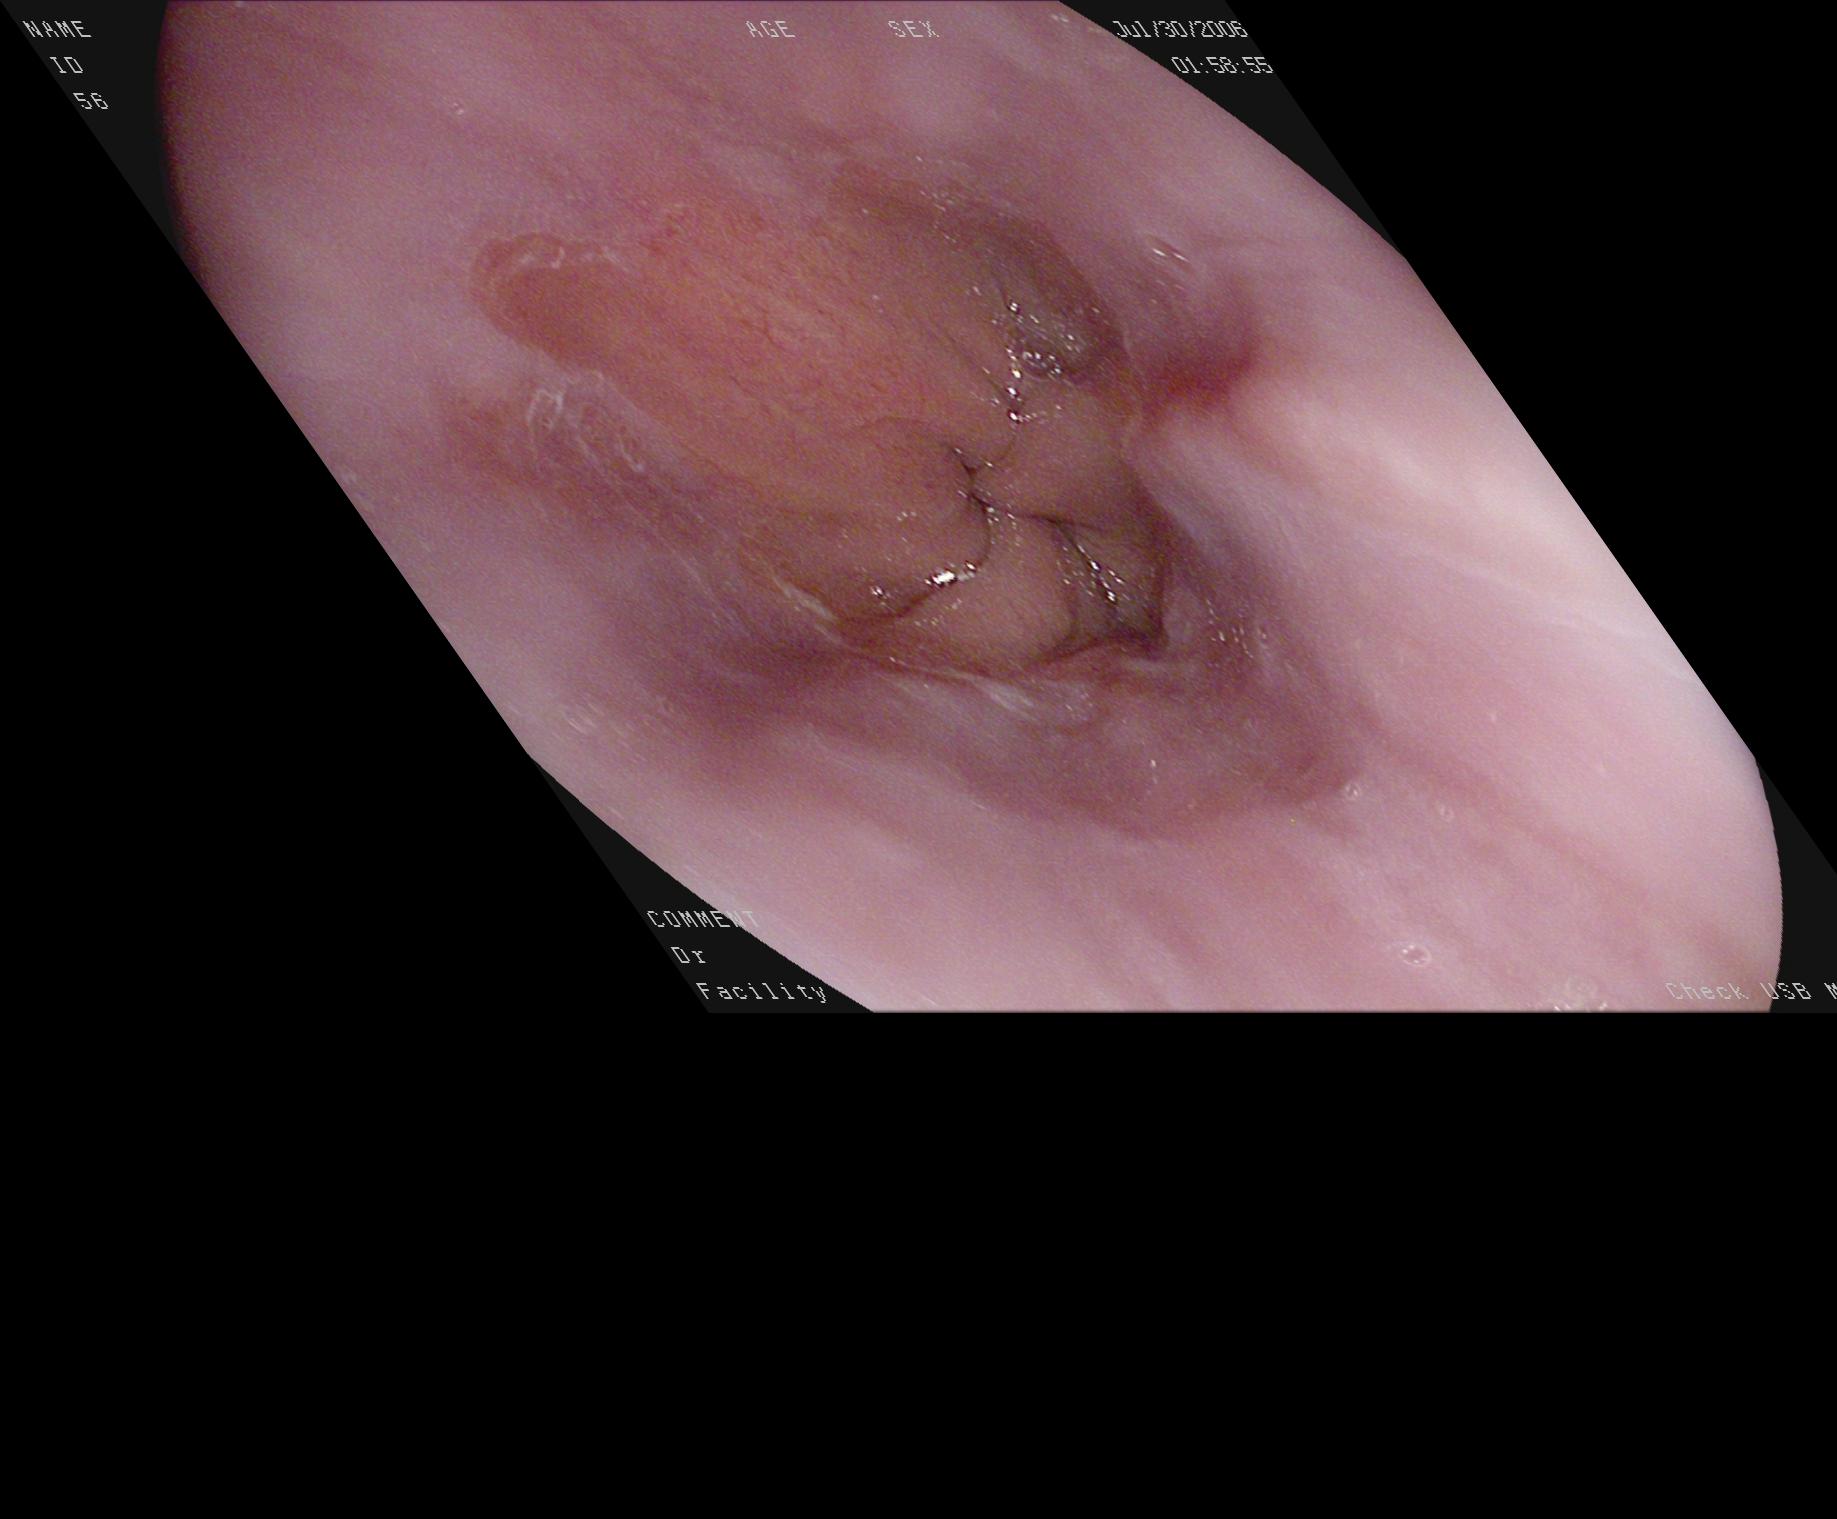 NAME AGE SEX Jul/30/2006
ID 01:58:55
56
COMMENT
Dr
Facility Check USB